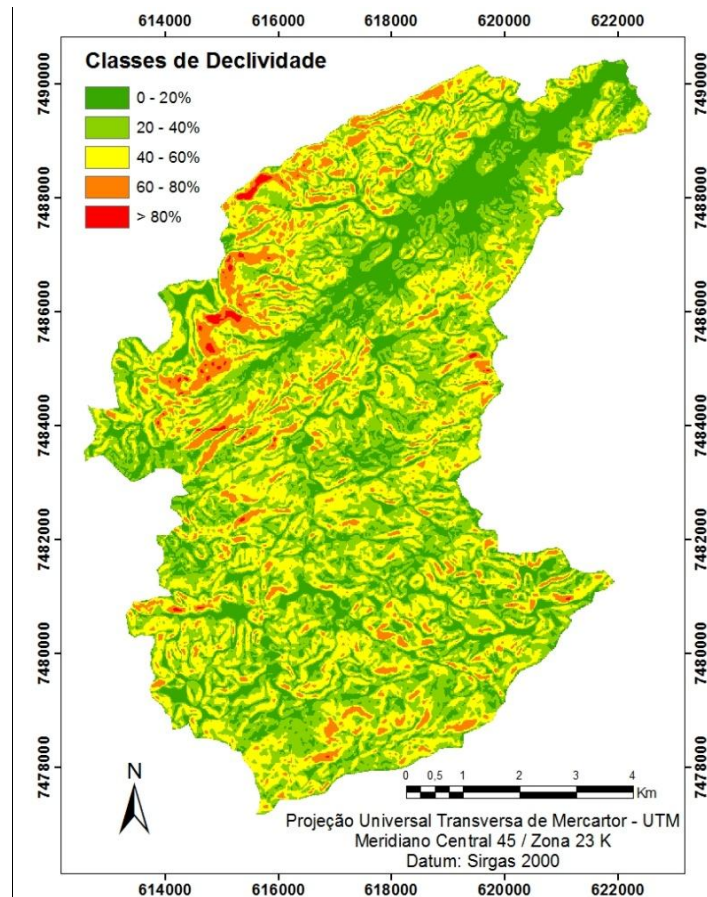 614000 616000 618000 620000 622000
Classes de Declividade
0 - 20%
20 - 40%
40 - 60%
60 - 80%
> 80%
7490000 7490000
7488000 7488000
7486000 7486000
7484000 7484000
7482000 7482000
7480000 7480000
7478000 7478000
N
0 0,5 1 2 3 4
Km
Projeção Universal Transversa de Mercartor - UTM
Meridiano Central 45 / Zona 23 K
Datum: Sirgas 2000
614000 616000 618000 620000 622000